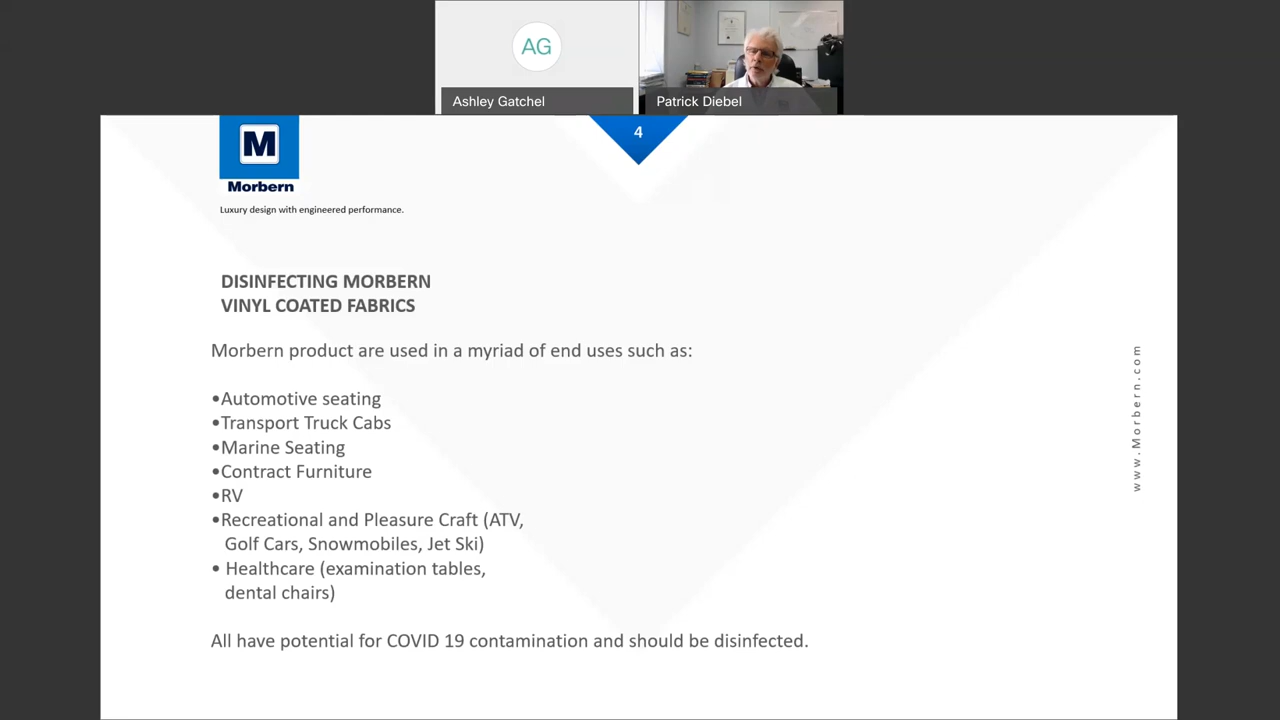 AG
Ashley Gatchel
Patrick Diebel
4
M
Morbern
Luxury design with engineered performance.
DISINFECTING MORBERN
VINYL COATED FABRICS
Morbern product are used in a myriad of end uses such as:
•Automotive seating
•Transport Truck Cabs
•Marine Seating
•Contract Furniture
•RV
•Recreational and Pleasure Craft (ATV,
Golf Cars, Snowmobiles, Jet Ski)
• Healthcare (examination tables,
dental chairs)
All have potential for COVID 19 contamination and should be disinfected.
www.Morbern.com